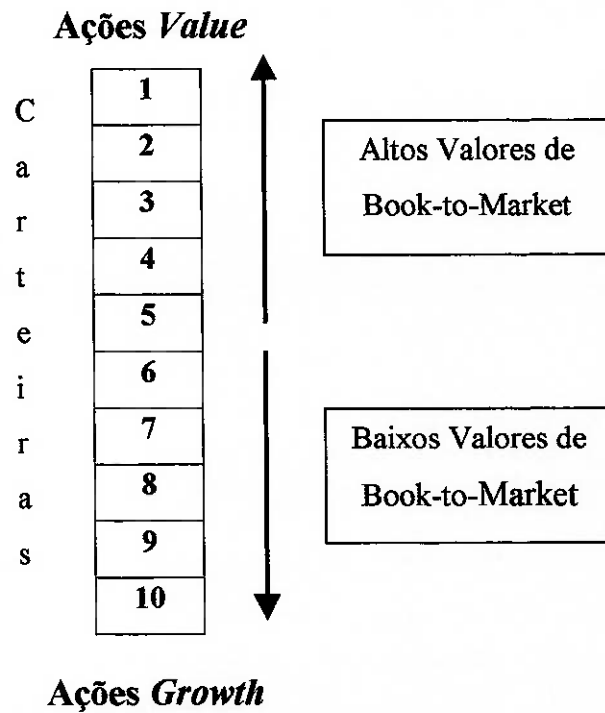 Ações Value
Carteiras
1
2
3
4
5
6
7
8
9
10
Altos Valores de
Book-to-Market
Baixos Valores de
Book-to-Market
Ações Growth